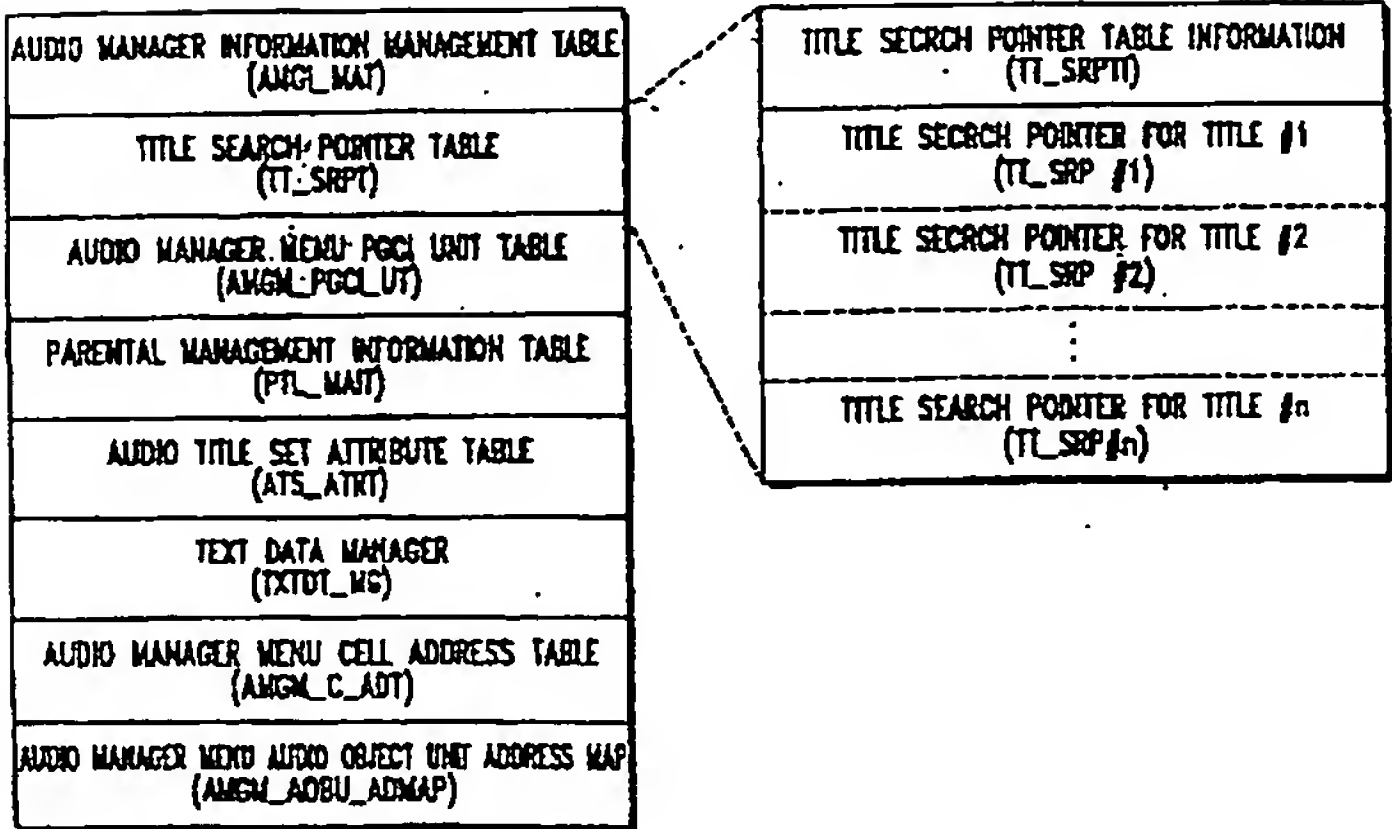 AUDIO MANAGER INFORMATION MANAGEMENT TABLE
(AMGI_MAT)
TITLE SEARCH POINTER TABLE
(TT_SRPT)
AUDIO MANAGER MENU PGCI UNIT TABLE
(AMGM_PGCI_UT)
PARENTAL MANAGEMENT INFORMATION TABLE
(PTL_MAIT)
AUDIO TITLE SET ATTRIBUTE TABLE
(ATS_ATRT)
TEXT DATA MANAGER
(TXTDT_MG)
AUDIO MANAGER MENU CELL ADDRESS TABLE
(AMGM_C_ADT)
AUDIO MANAGER MENU AUDIO OBJECT UNIT ADDRESS MAP
(AMGM_AOBU_ADMAP)
TITLE SECRCH POINTER TABLE INFORMATION
(TT_SRPTI)
TITLE SECRCH POINTER FOR TITLE #1
(TT_SRP #1)
TITLE SECRCH POINTER FOR TITLE #2
(TT_SRP #2)
TITLE SEARCH POINTER FOR TITLE #n
(TT_SRP#n)